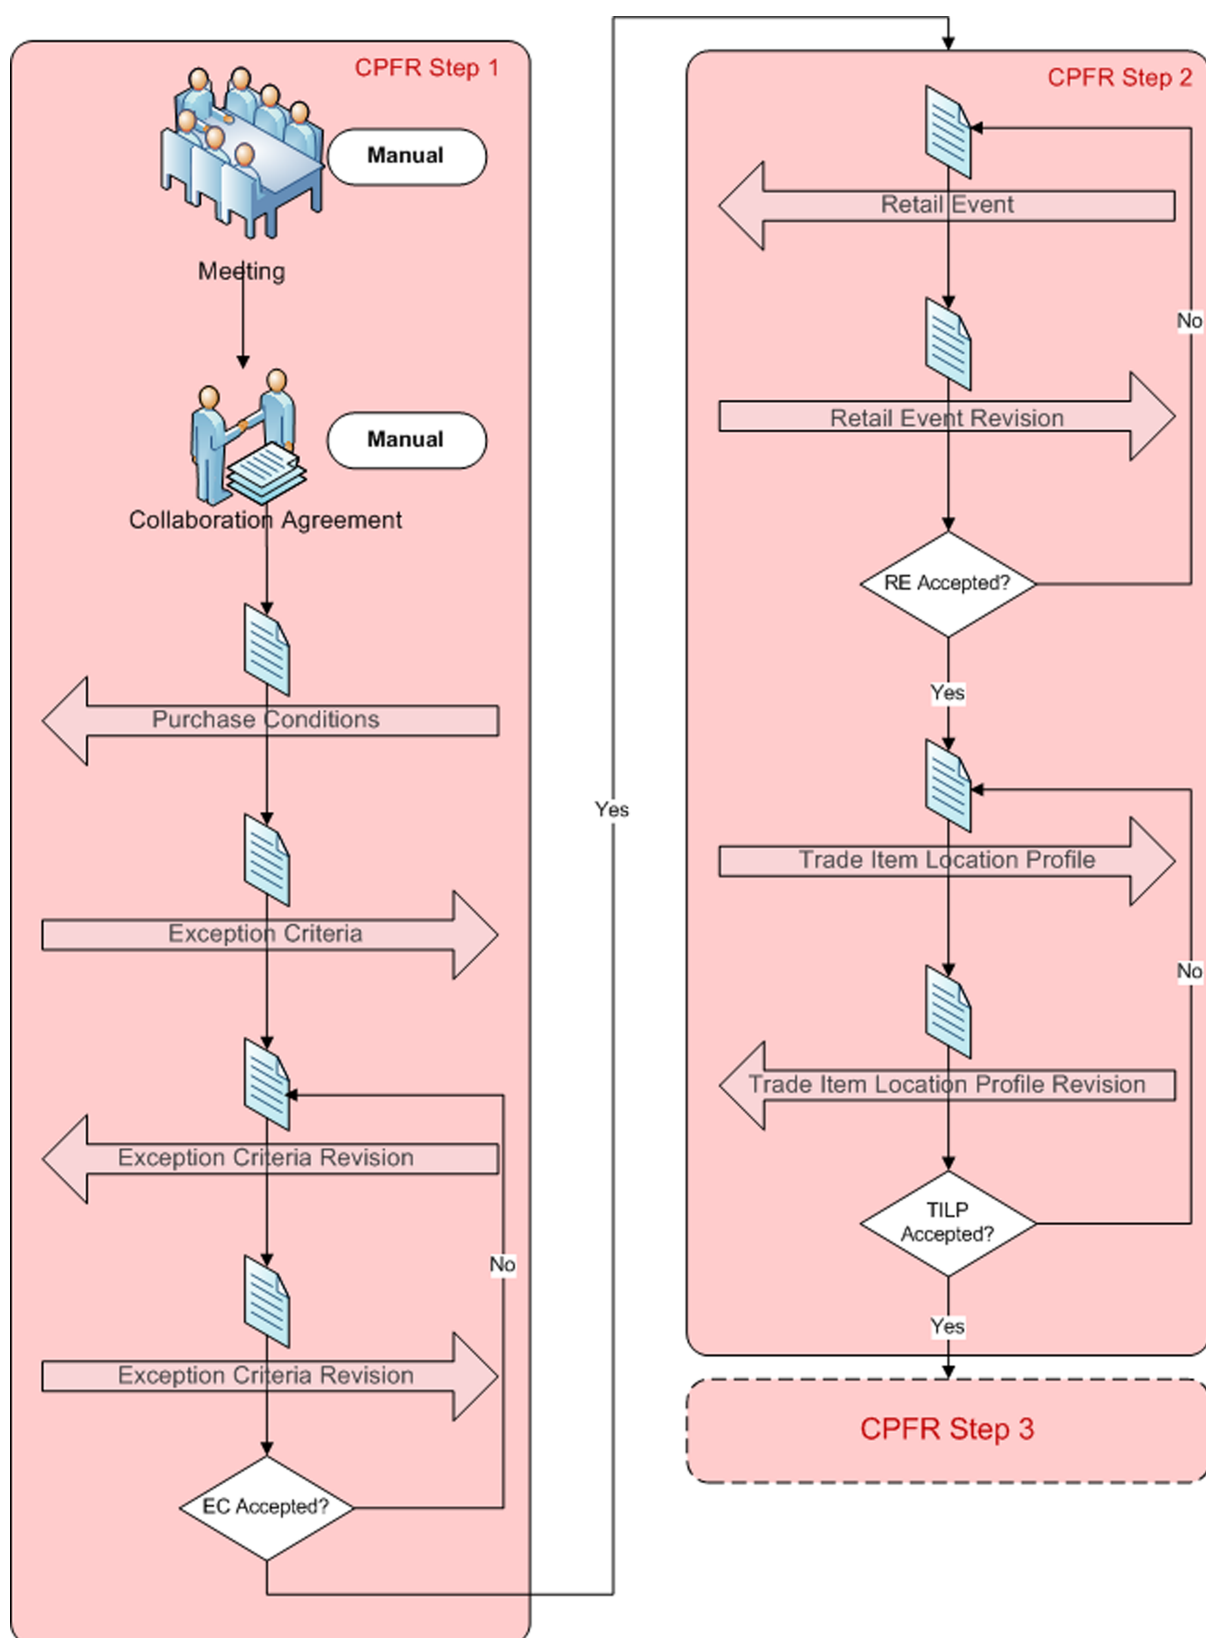 CPFR Step 1
Manual
Meeting
Manual
Collaboration Agreement
Purchase Conditions
Exception Criteria
Exception Criteria Revision
No
Exception Criteria Revision
EC Accepted?
Yes
CPFR Step 2
Retail Event
No
Retail Event Revision
RE Accepted?
Yes
Trade Item Location Profile
No
Trade Item Location Profile Revision
TILP
Accepted?
Yes
CPFR Step 3